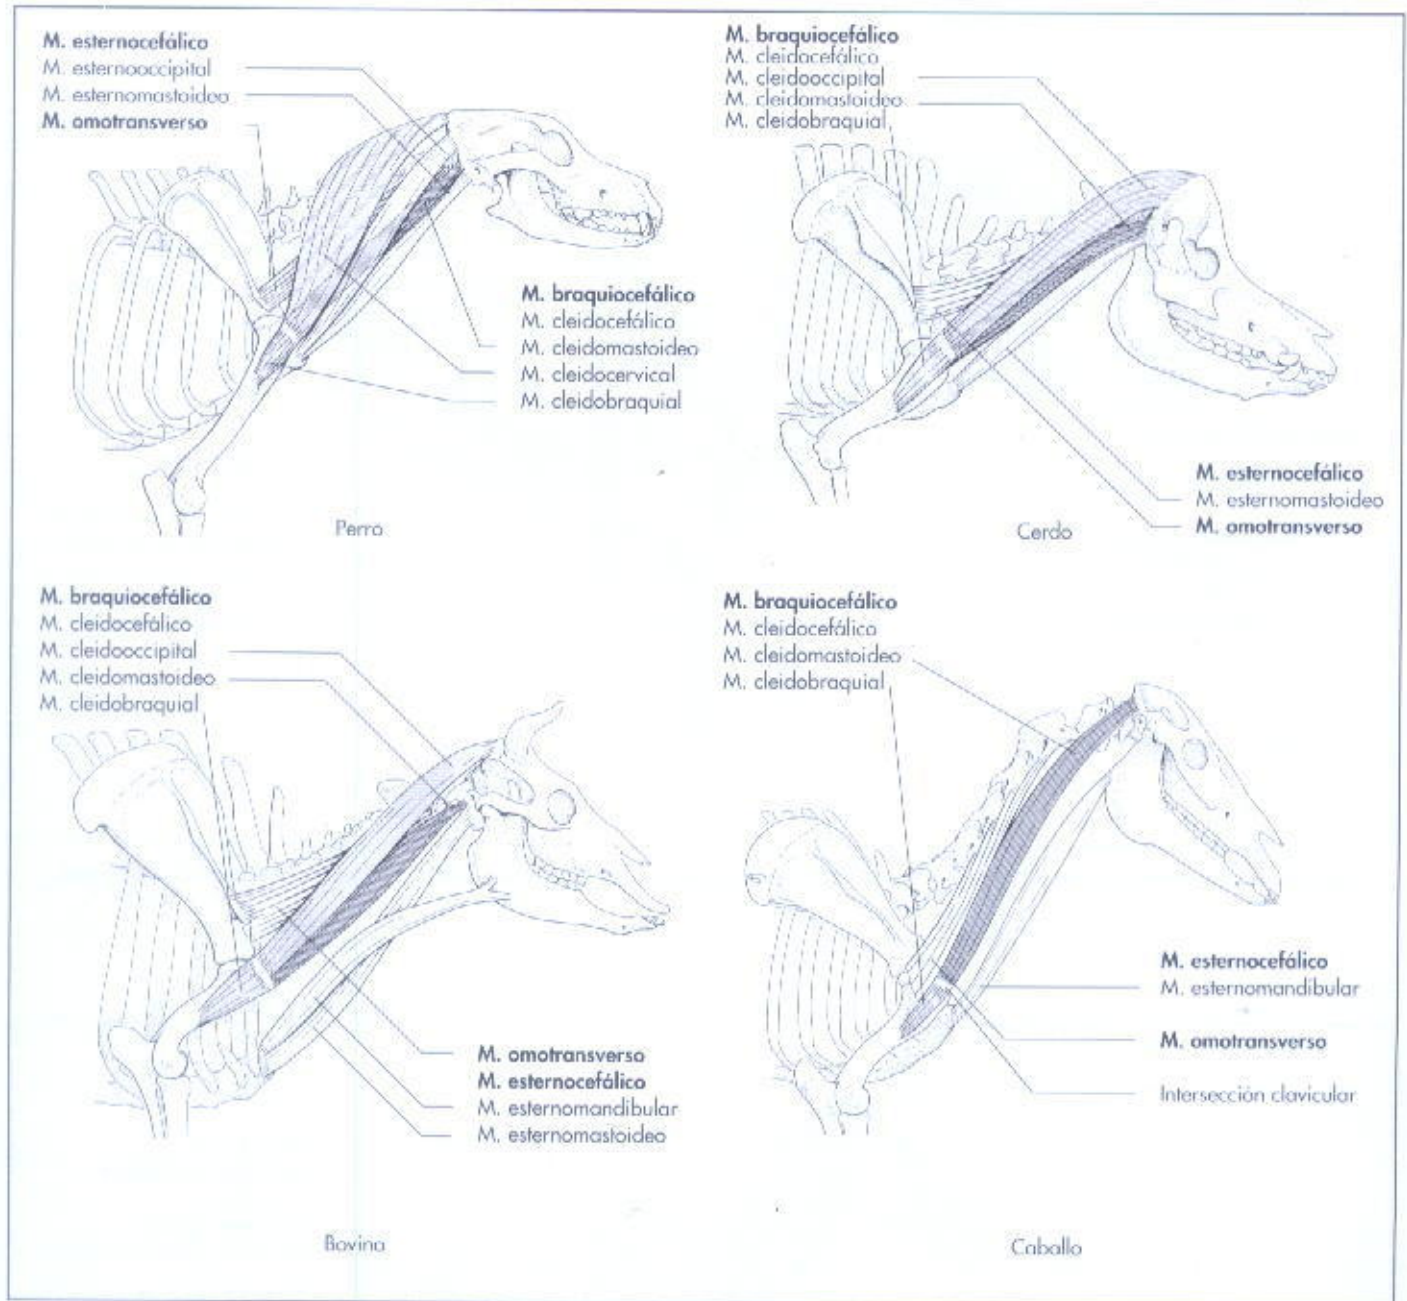 M. esternocefálico
M. esternooccipital
M. esternomastoideo
M. omotransverso
M. braquiocefálico
M. cleidocefálico
M. cleidomastoideo
M. cleidocervical
M. cleidobraquial
Perro
M. braquiocefálico
M. cleidocefálico
M. cleidooccipital
M. cleidomastoideo
M. cleidobraquial
M. esternocefálico
M. esternomastoideo
M. omotransverso
Cerdo
M. braquiocefálico
M. cleidocefálico
M. cleidooccipital
M. cleidomastoideo
M. cleidobraquial
M. omotransverso
M. esternocefálico
M. esternomandibular
M. esternomastoideo
Bovino
M. braquiocefálico
M. cleidocefálico
M. cleidomastoideo
M. cleidobraquial
M. esternocefálico
M. esternomandibular
M. omotransverso
Intersección clavicular
Caballo